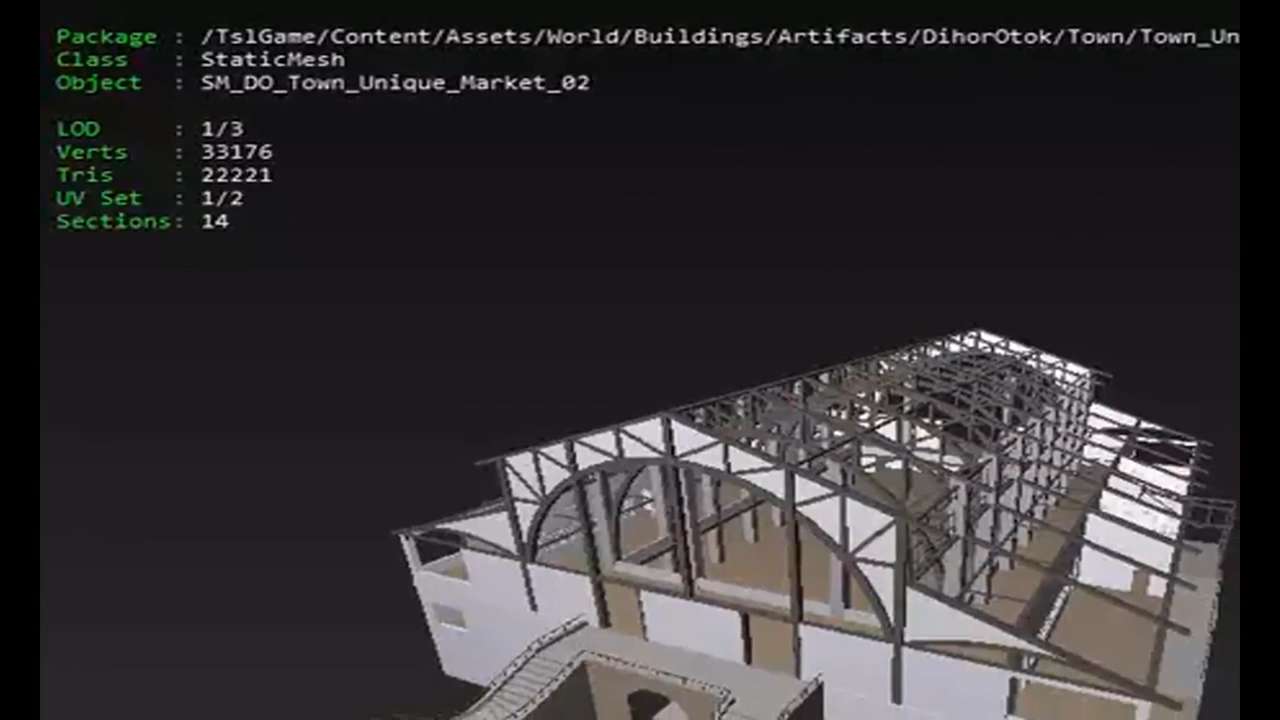 Package : /TslGame/Content/Assets/World/Buildings/Artifacts/DihorOtok/Town/Town_Un
Class : StaticMesh
Object : SM_DO_Town_Unique_Market_02
LOD : 1/3
Verts : 33176
Tris : 22221
UV Set : 1/2
Sections: 14